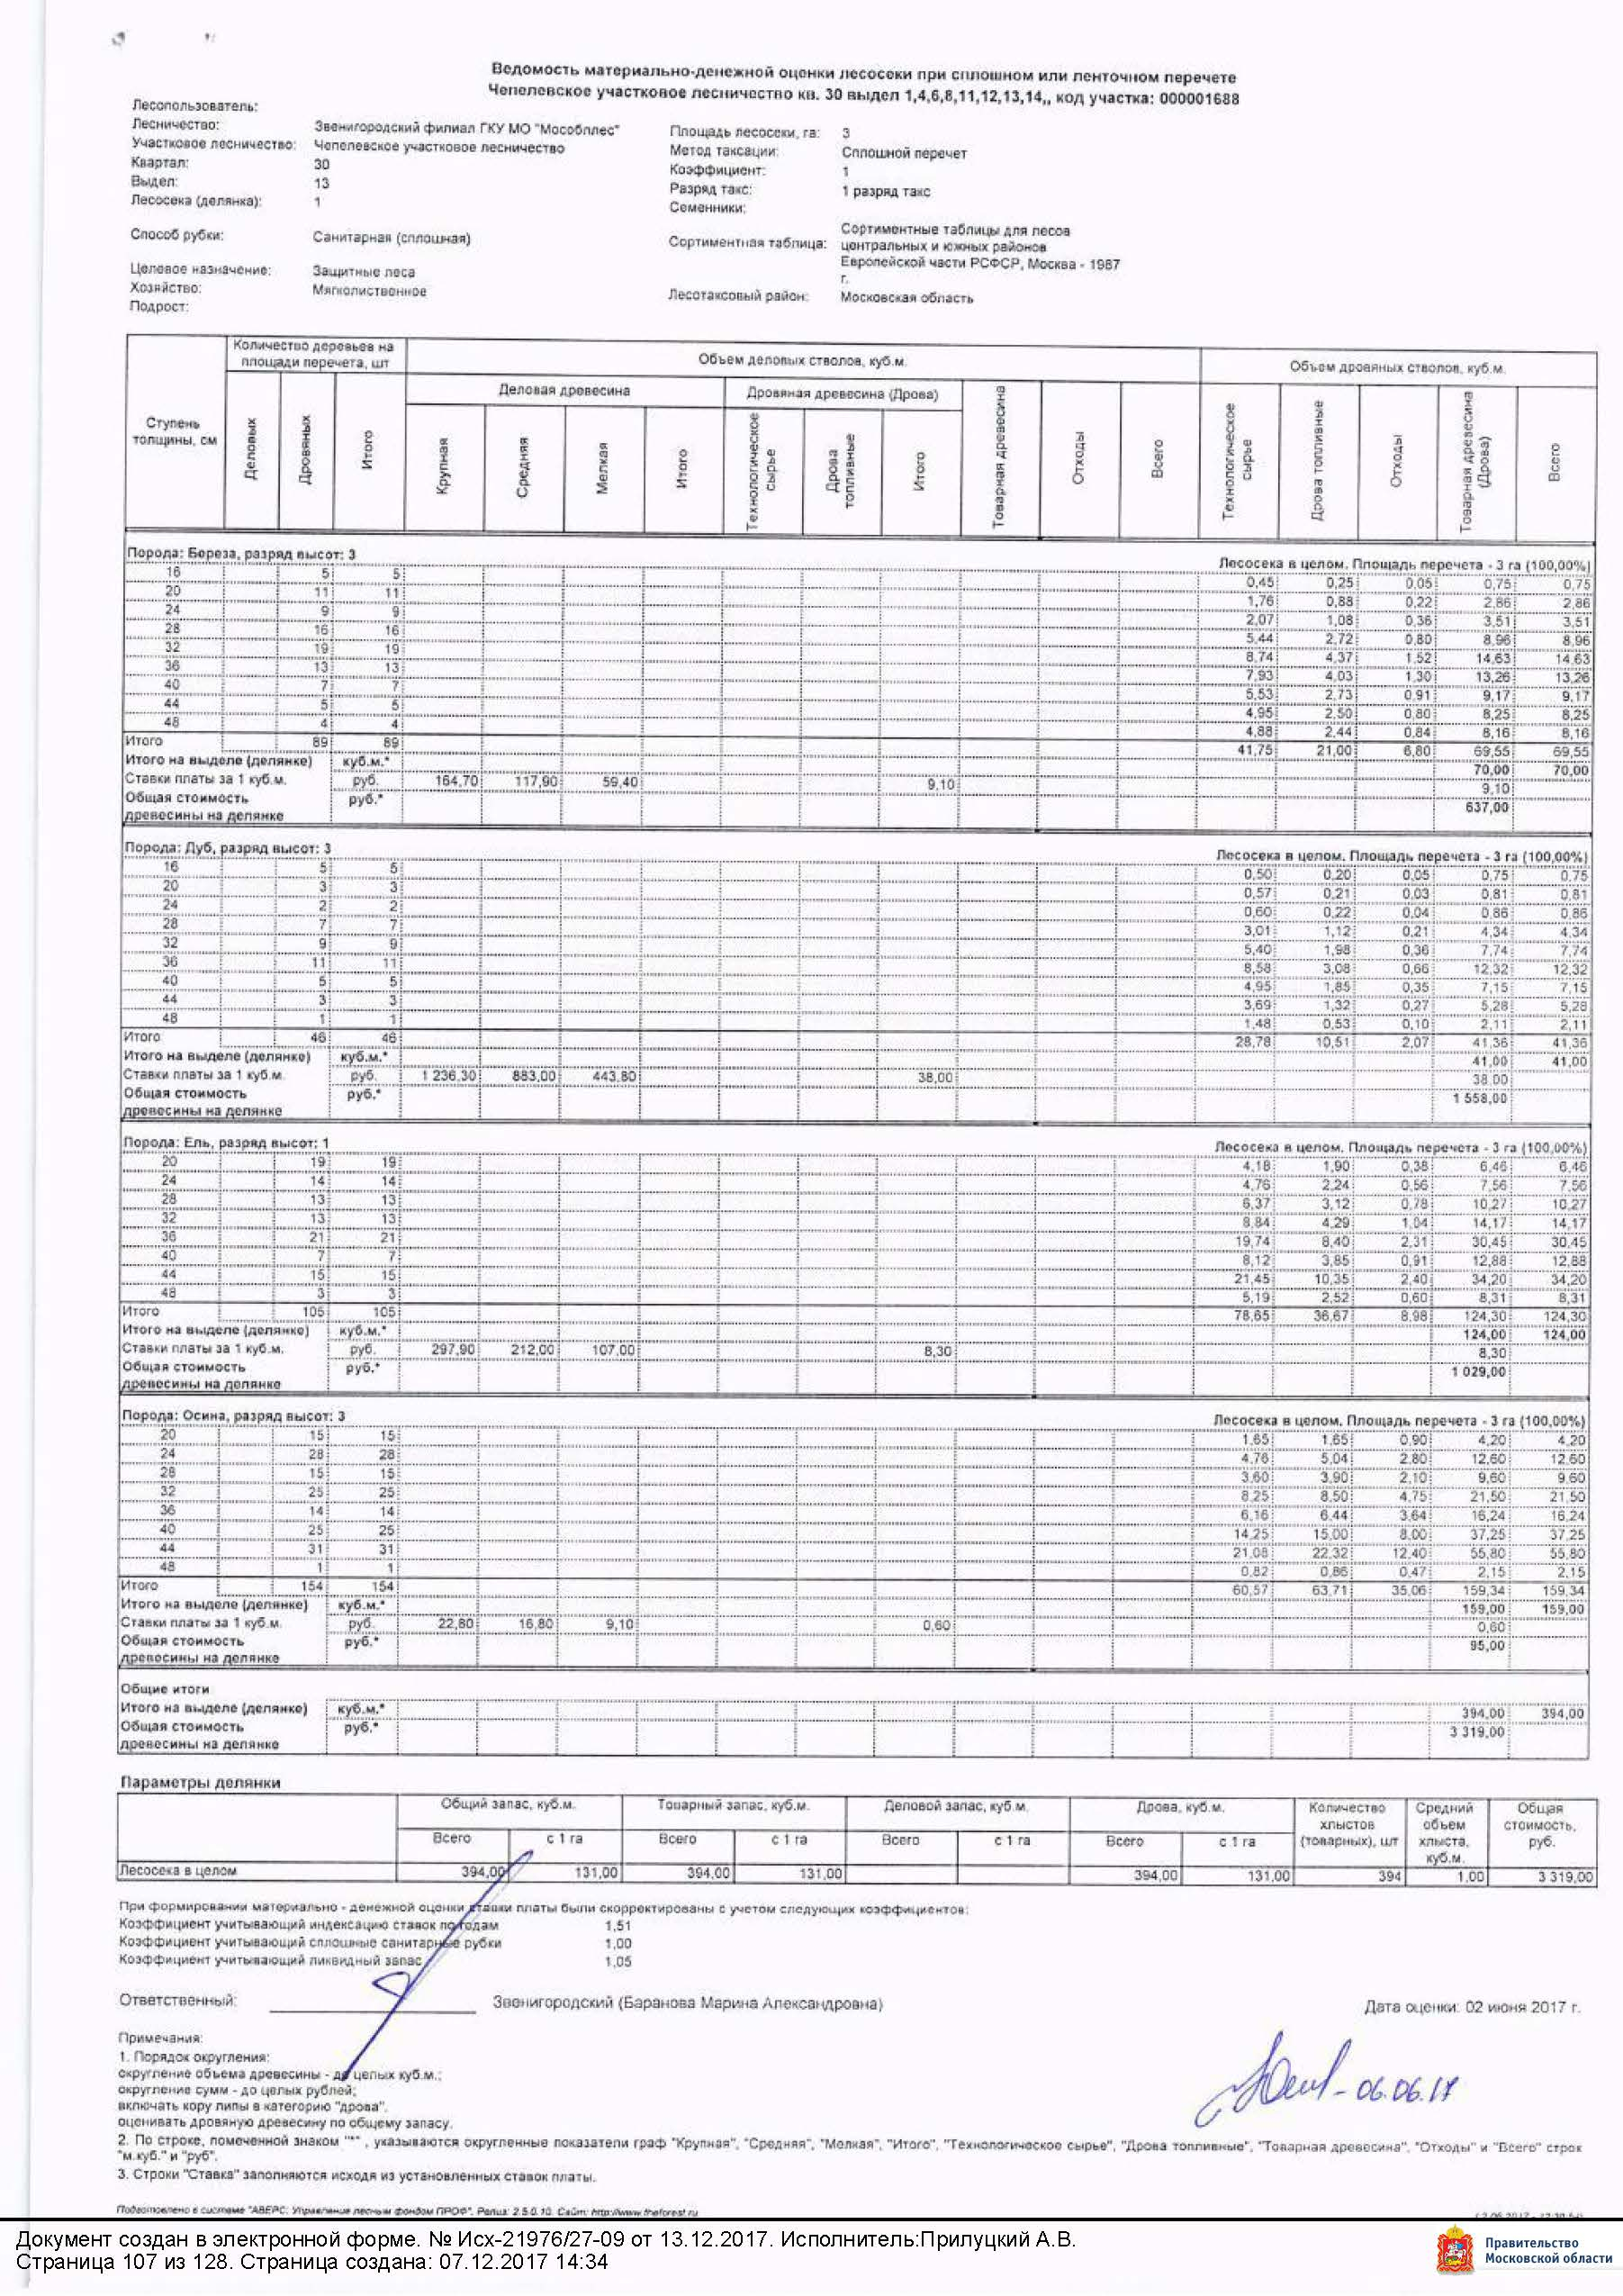 Ведомость материально-денежной оценки лесосеки при сплошном или ленточном перечете
Чепелевское участковое лесничество кв. 30 выдел 1,4,6,8,11,12,13,14,, код участка: 000001688
Лесопользователь:
Лесничество: Звенигородский филиал ГКУ МО "Мособллес"
Участковое лесничество: Чепелевское участковое лесничество
Квартал: 30
Выдел: 13
Лесосека (делянка): 1
Способ рубки: Санитарная (сплошная)
Целевое назначение: Защитные леса
Хозяйство: Мягколиственное
Подрост:
Площадь лесосеки, га: 3
Метод таксации: Сплошной перечет
Коэффициент: 1
Разряд такс: 1 разряд такс
Семенники:
Сортиментная таблица: Сортиментные таблицы для лесов
центральных и южных районов
Европейской части РСФСР, Москва - 1987
г.
Лесотаксовый район: Московская область
Ступень толщины, см
Количество деревьев на площади перечета, шт
Объем деловых стволов, куб.м.
Объем дровяных стволов, куб.м.
Деловая древесина
Дровяная древесина (Дрова)
Деловых Дровяных Итого Крупная Средняя Мелкая Итого Технологическое сырье Дрова топливные Итого Товарная древесина Отходы Всего Технологическое сырье Дрова топливные Отходы Товарная древесина (Дрова) Всего
Порода: Береза, разряд высот: 3 Лесосека в целом. Площадь перечета - 3 га (100,00%)
16 5 5 0,45 0,25 0,05 0,75 0,75
20 11 11 1,76 0,88 0,22 2,86 2,86
24 9 9 2,07 1,08 0,36 3,51 3,51
28 16 16 5,44 2,72 0,80 8,96 8,96
32 19 19 8,74 4,37 1,52 14,63 14,63
36 13 13 7,93 4,03 1,30 13,26 13,26
40 7 7 5,53 2,73 0,91 9,17 9,17
44 5 5 4,95 2,50 0,80 8,25 8,25
48 4 4 4,88 2,44 0,84 8,16 8,16
Итого 89 89 41,75 21,00 6,80 69,55 69,55
Итого на выделе (делянке) куб.м.* 70,00 70,00
Ставки платы за 1 куб.м. руб. 164,70 117,90 59,40 9,10 9,10
Общая стоимость руб.* 637,00
древесины на делянке
Порода: Дуб, разряд высот: 3 Лесосека в целом. Площадь перечета - 3 га (100,00%)
16 5 5 0,50 0,20 0,05 0,75 0,75
20 3 3 0,57 0,21 0,03 0,81 0,81
24 2 2 0,60 0,22 0,04 0,86 0,86
28 7 7 3,01 1,12 0,21 4,34 4,34
32 9 9 5,40 1,98 0,36 7,74 7,74
36 11 11 8,58 3,08 0,66 12,32 12,32
40 5 5 4,95 1,85 0,35 7,15 7,15
44 3 3 3,69 1,32 0,27 5,28 5,28
48 1 1 1,48 0,53 0,10 2,11 2,11
Итого 46 46 28,78 10,51 2,07 41,36 41,36
Итого на выделе (делянке) куб.м.* 41,00 41,00
Ставки платы за 1 куб.м. руб. 1 236,30 883,00 443,80 38,00 38,00
Общая стоимость руб.* 1 558,00
древесины на делянке
Порода: Ель, разряд высот: 1 Лесосека в целом. Площадь перечета - 3 га (100,00%)
20 19 19 4,18 1,90 0,38 6,46 6,46
24 14 14 4,76 2,24 0,56 7,56 7,56
28 13 13 6,37 3,12 0,78 10,27 10,27
32 13 13 8,84 4,29 1,04 14,17 14,17
36 21 21 19,74 8,40 2,31 30,45 30,45
40 7 7 8,12 3,85 0,91 12,88 12,88
44 15 15 21,45 10,35 2,40 34,20 34,20
48 3 3 5,19 2,52 0,60 8,31 8,31
Итого 105 105 78,65 36,67 8,98 124,30 124,30
Итого на выделе (делянке) куб.м.* 124,00 124,00
Ставки платы за 1 куб.м. руб. 297,90 212,00 107,00 8,30 8,30
Общая стоимость руб.* 1 029,00
древесины на делянке
Порода: Осина, разряд высот: 3 Лесосека в целом. Площадь перечета - 3 га (100,00%)
20 15 15 1,65 1,65 0,90 4,20 4,20
24 28 28 4,76 5,04 2,80 12,60 12,60
28 15 15 3,60 3,90 2,10 9,60 9,60
32 25 25 8,25 8,50 4,75 21,50 21,50
36 14 14 6,16 6,44 3,64 16,24 16,24
40 25 25 14,25 15,00 8,00 37,25 37,25
44 31 31 21,08 22,32 12,40 55,80 55,80
48 1 1 0,82 0,86 0,47 2,15 2,15
Итого 154 154 60,57 63,71 35,06 159,34 159,34
Итого на выделе (делянке) куб.м.* 159,00 159,00
Ставки платы за 1 куб.м. руб. 22,80 16,80 9,10 0,60 0,60
Общая стоимость руб.* 95,00
древесины на делянке
Общие итоги
Итого на выделе (делянке) куб.м.* 394,00 394,00
Общая стоимость руб.* 3 319,00
древесины на делянке
Параметры делянки
Общий запас, куб.м. Товарный запас, куб.м. Деловой запас, куб.м. Дрова, куб.м. Количество хлыстов (товарных), шт Средний объем хлыста, куб.м. Общая стоимость, руб.
Всего с 1 га Всего с 1 га Всего с 1 га Всего с 1 га
Лесосека в целом 394,00 131,00 394,00 131,00 394,00 131,00 394 1,00 3 319,00
При формировании материально - денежной оценки ставки платы были скорректированы с учетом следующих коэффициентов:
Коэффициент учитывающий индексацию ставок по годам 1,51
Коэффициент учитывающий сплошные санитарные рубки 1,00
Коэффициент учитывающий ликвидный запас 1,05
Ответственный: Звенигородский (Баранова Марина Александровна) Дата оценки: 02 июня 2017 г.
06.06.17
Примечания:
1. Порядок округления:
округление объема древесины - до целых куб.м.;
округление сумм - до целых рублей;
включать кору липы в категорию "дрова".
оценивать дровяную древесину по общему запасу.
2. По строке, помеченной знаком "*" , указываются округленные показатели граф "Крупная", "Средняя", "Мелкая", "Итого", "Технологическое сырье", "Дрова топливные", "Товарная древесина", "Отходы" и "Всего" строк
"м.куб." и "руб".
3. Строки "Ставка" заполняются исходя из установленных ставок платы.
Подготовлено в системе "АВЕРС: Управление лесным фондом ПРОФ". Релиз: 2.5.0.10. Сайт: http://www.theforest.ru
Документ создан в электронной форме. № Исх-21976/27-09 от 13.12.2017. Исполнитель:Прилуцкий А.В.
Страница 107 из 128. Страница создана: 07.12.2017 14:34
Правительство
Московской области